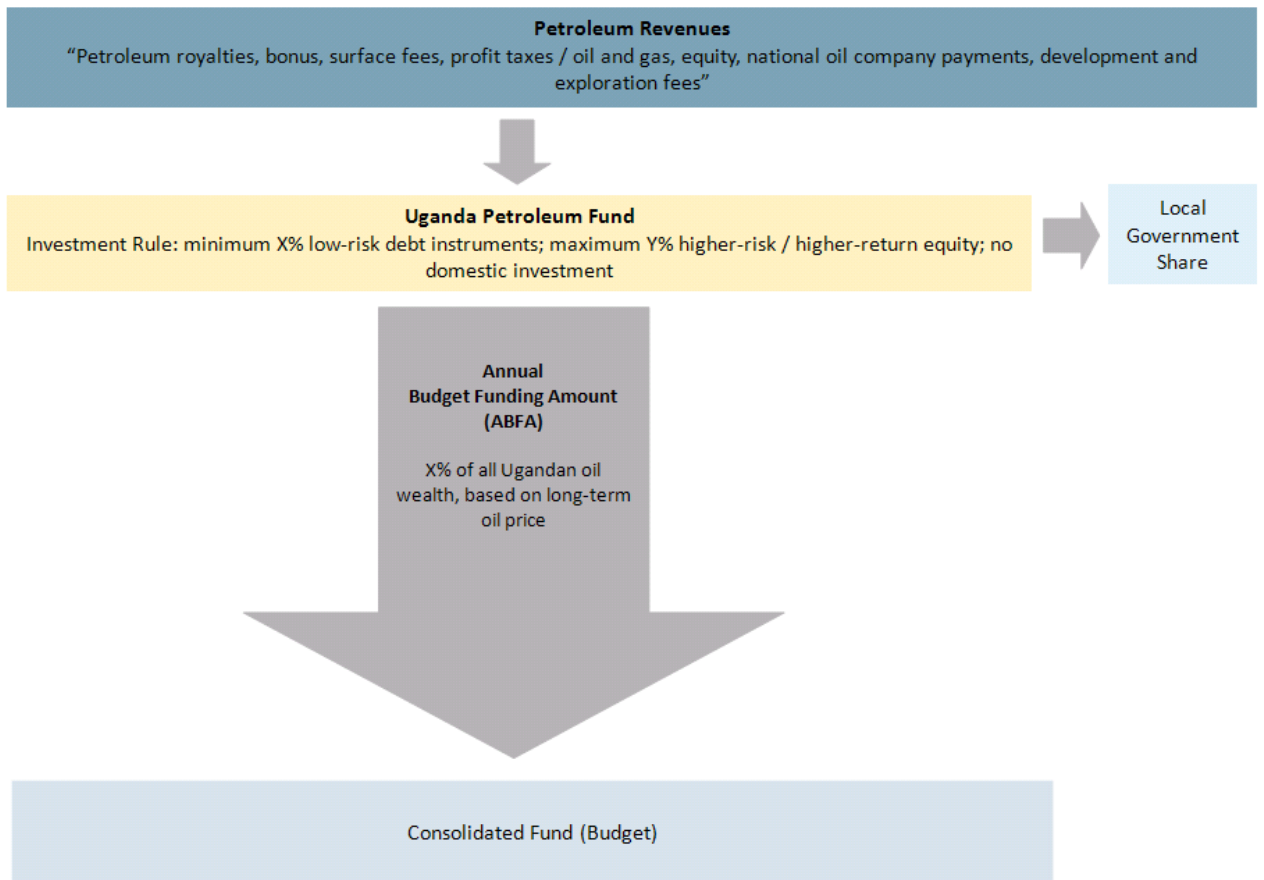 Petroleum Revenues
“Petroleum royalties, bonus, surface fees, profit taxes / oil and gas, equity, national oil company payments, development and
exploration fees”
Uganda Petroleum Fund
Investment Rule: minimum X% low-risk debt instruments; maximum Y% higher-risk / higher-return equity; no
domestic investment
Local
Government
Share
Annual
Budget Funding Amount
(ABFA)
X% of all Ugandan oil
wealth, based on long-term
oil price
Consolidated Fund (Budget)